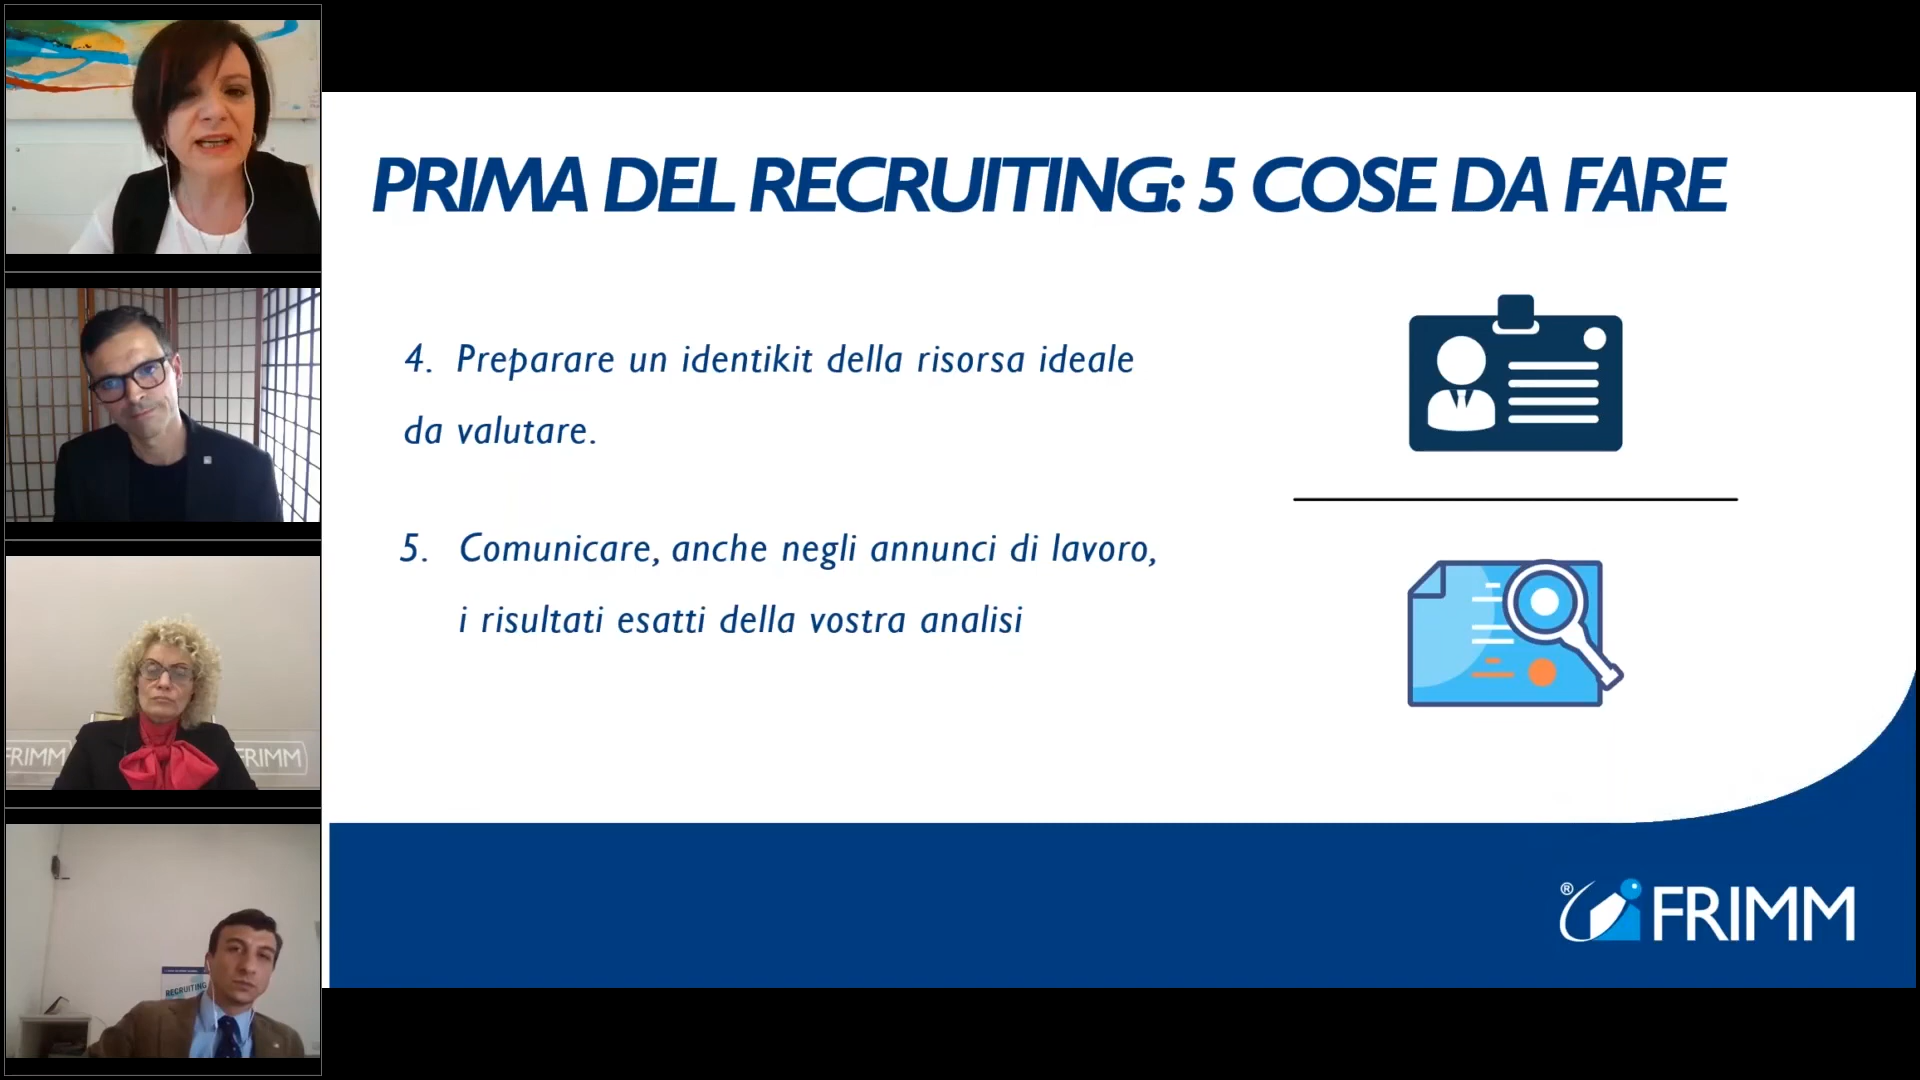 PRIMA DEL RECRUITING: 5 COSE DA FARE
4. Preparare un identikit della risorsa ideale
da valutare.
5. Comunicare, anche negli annunci di lavoro,
i risultati esatti della vostra analisi
® FRIMM
FRIMM
FRIMM
RECRUITING